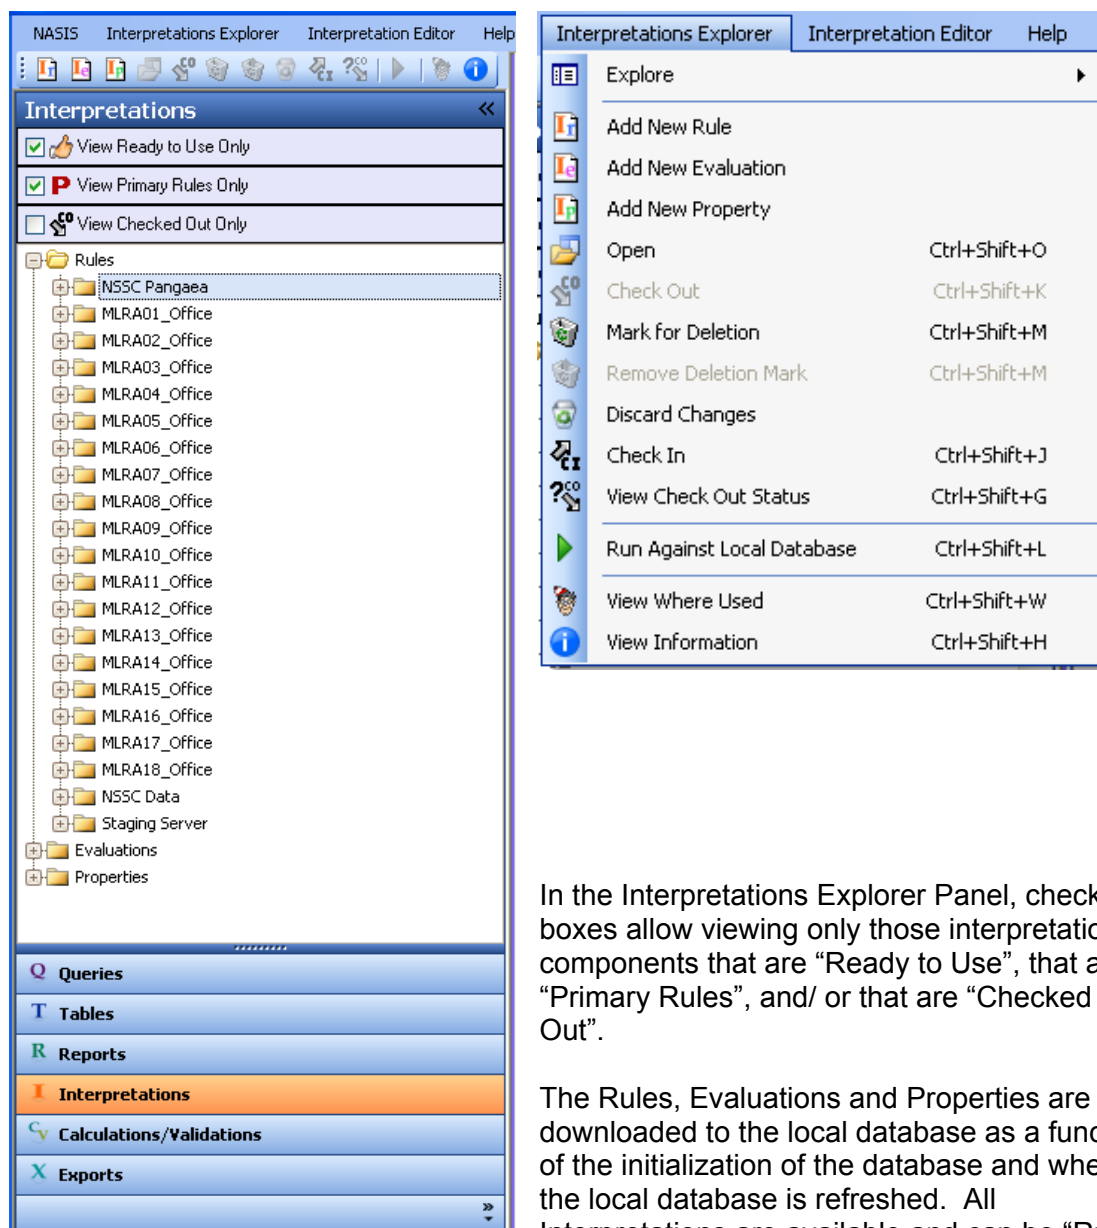 NASIS Interpretations Explorer Interpretation Editor Help
Interpretations
View Ready to Use Only
P View Primary Rules Only
CO View Checked Out Only
Rules
NSSC Pangaea
MLRA01_Office
MLRA02_Office
MLRA03_Office
MLRA04_Office
MLRA05_Office
MLRA06_Office
MLRA07_Office
MLRA08_Office
MLRA09_Office
MLRA10_Office
MLRA11_Office
MLRA12_Office
MLRA13_Office
MLRA14_Office
MLRA15_Office
MLRA16_Office
MLRA17_Office
MLRA18_Office
NSSC Data
Staging Server
Evaluations
Properties
Q Queries
T Tables
R Reports
I Interpretations
CV Calculations/Validations
X Exports
Interpretations Explorer Interpretation Editor Help
Explore
Add New Rule
Add New Evaluation
Add New Property
Open Ctrl+Shift+O
Check Out Ctrl+Shift+K
Mark for Deletion Ctrl+Shift+M
Remove Deletion Mark Ctrl+Shift+M
Discard Changes
Check In Ctrl+Shift+J
View Check Out Status Ctrl+Shift+G
Run Against Local Database Ctrl+Shift+L
View Where Used Ctrl+Shift+W
View Information Ctrl+Shift+H
In the Interpretations Explorer Panel, check
boxes allow viewing only those
components that are “Ready to Use”, that
“Primary Rules”, and/ or that are “Checked
Out”.
The Rules, Evaluations and Properties are
downloaded to the local database as a
of the initialization of the database and
the local database is refreshed. All
Interpretations are available and can be